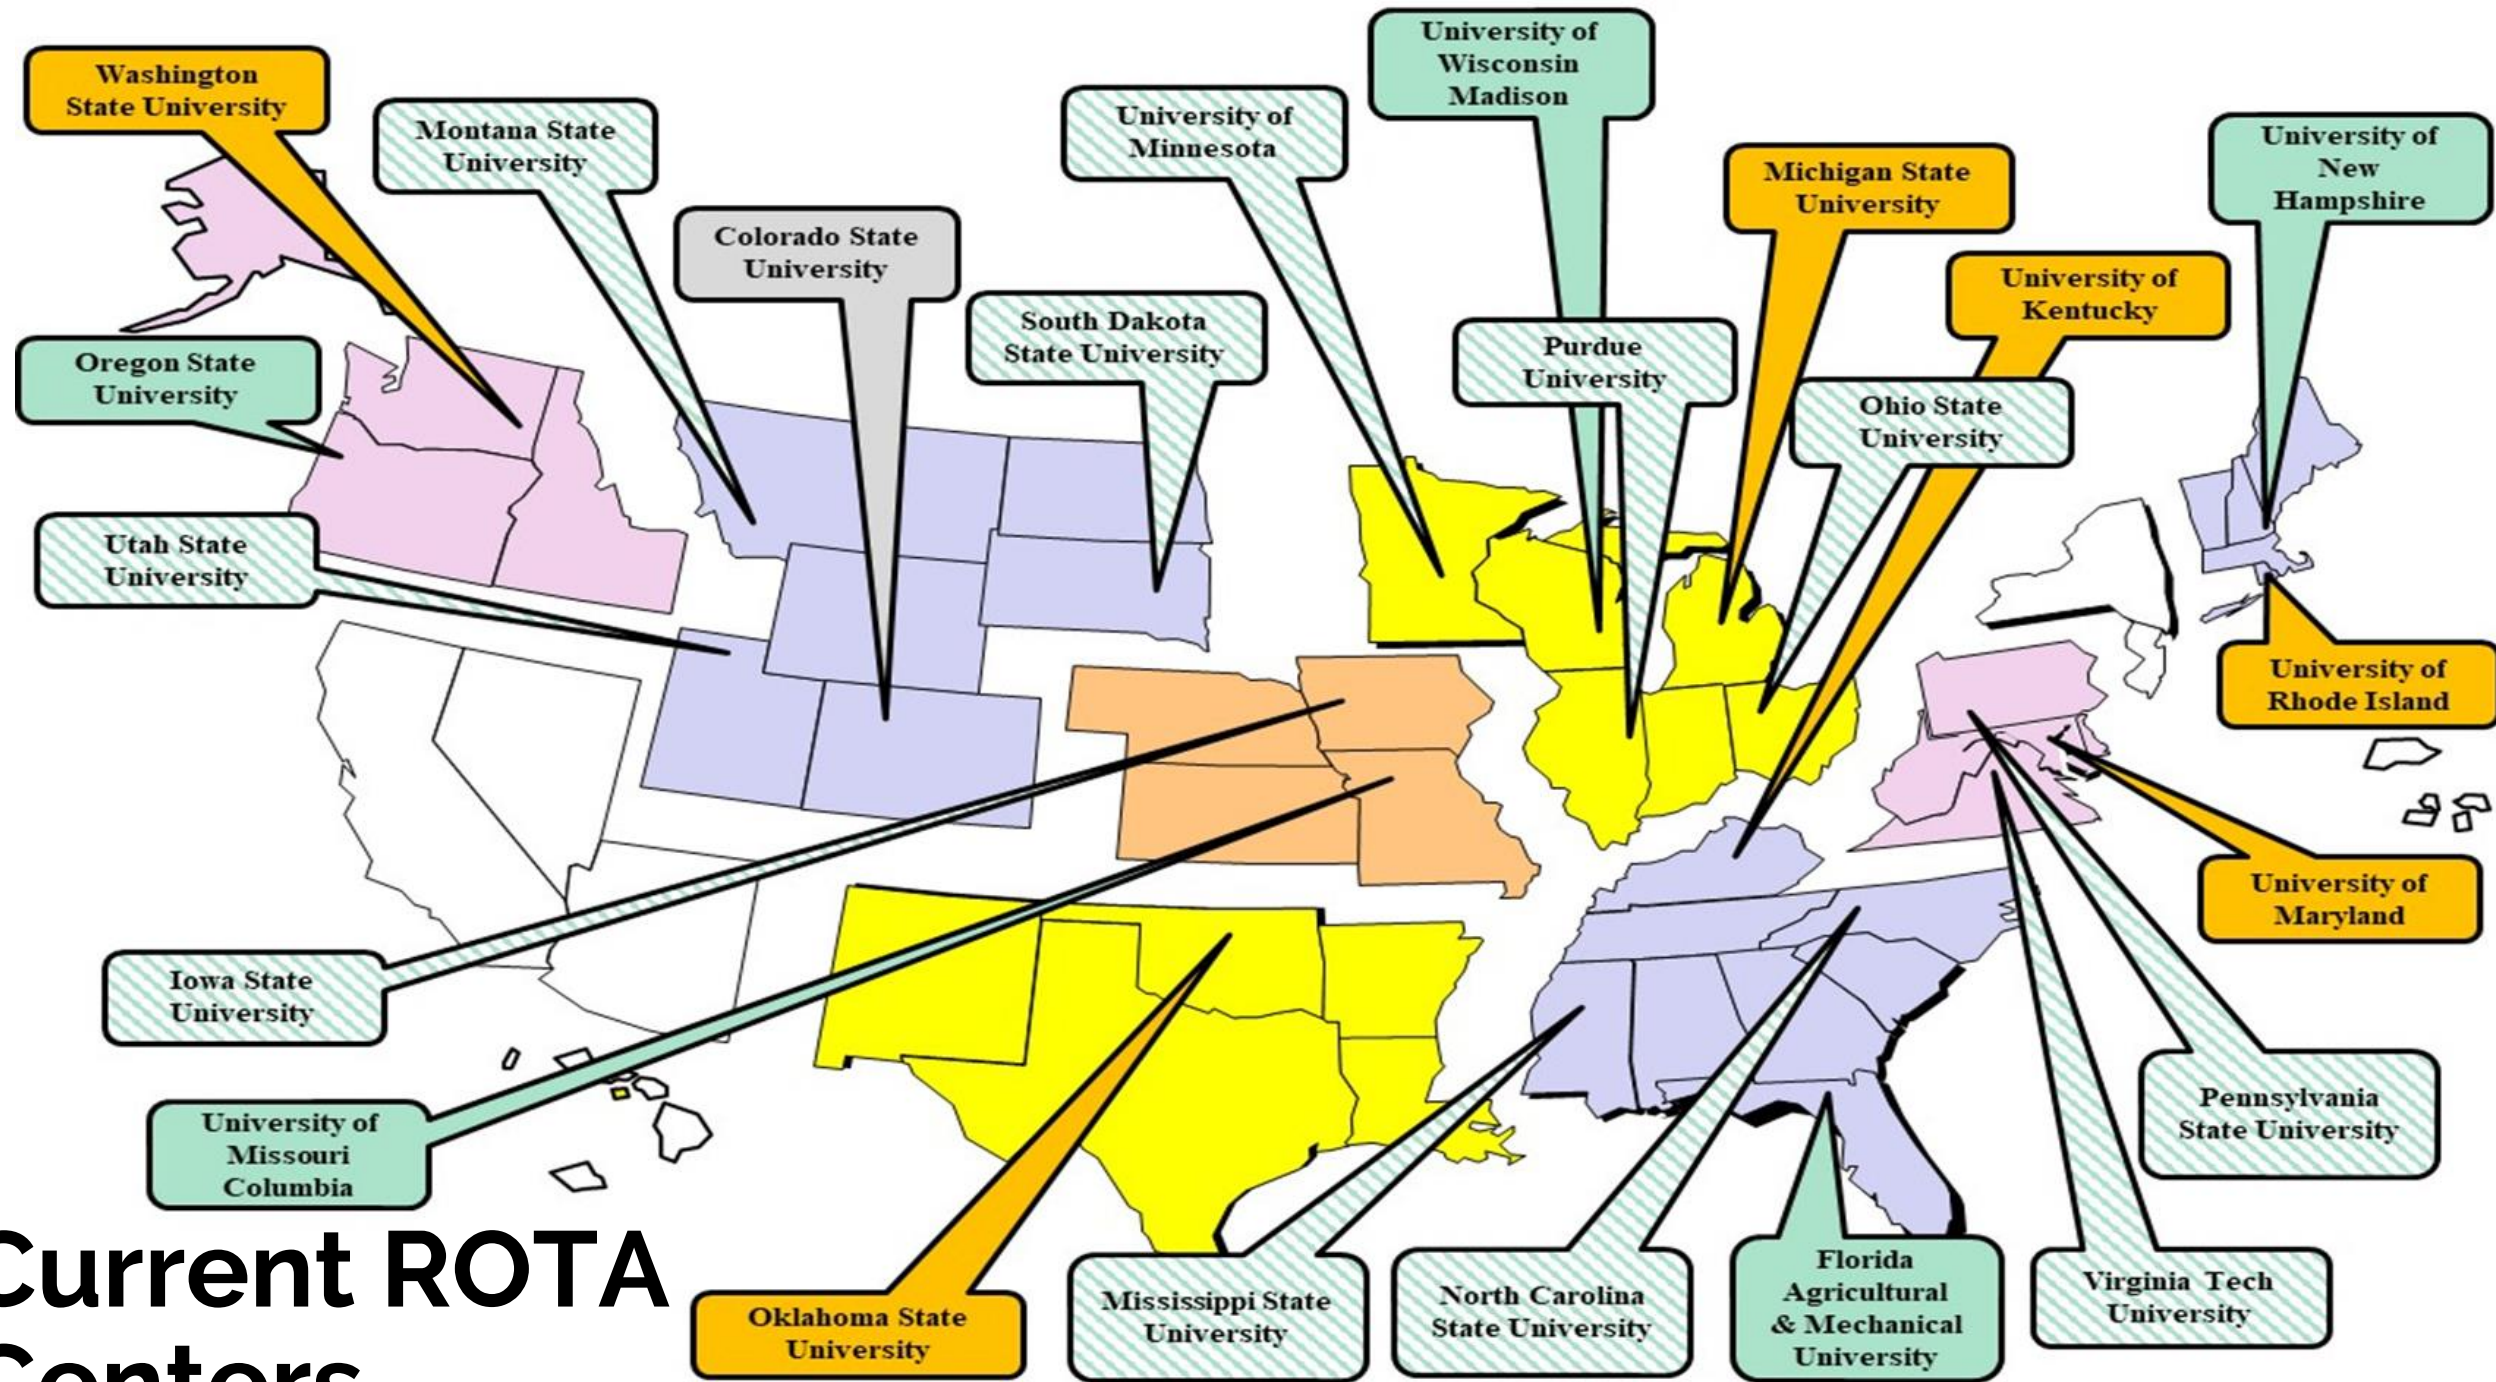 University of
Wisconsin
Madison
Washington
State University
Montana State
University
University of
Minnesota
University of
New
Hampshire
Michigan State
University
Colorado State
University
University of
Kentucky
South Dakota
State University
Purdue
University
Oregon State
University
Ohio State
University
Utah State
University
University of
Rhode Island
University of
Maryland
Iowa State
University
Pennsylvania
State University
University of
Missouri
Columbia
Current ROTA
Centers
Oklahoma State
University
Mississippi State
University
North Carolina
State University
Florida
Agricultural
& Mechanical
University
Virginia Tech
University